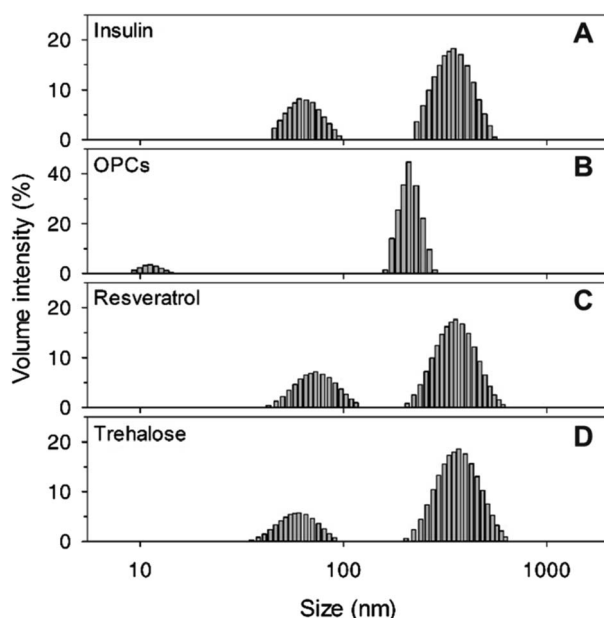 Insulin
A
20
10
0
OPCs
B
40
20
0
Resveratrol
C
20
10
0
Trehalose
D
20
10
0
10 100 1000
Size (nm)
Volume intensity (%)